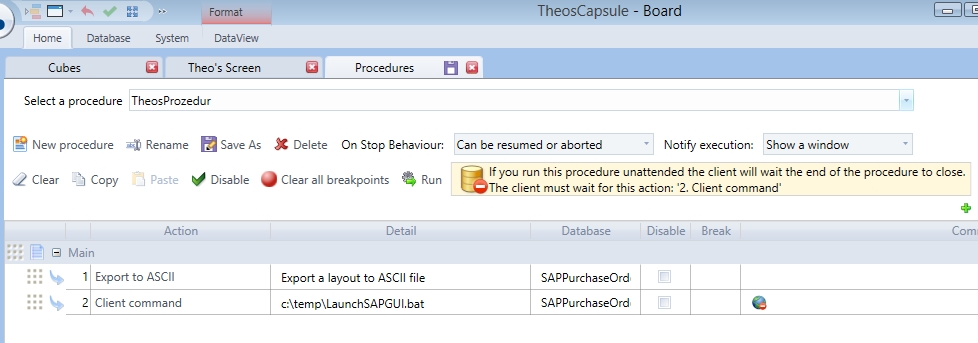 Format
TheosCapsule - Board
Home Database System DataView
Cubes Theo's Screen Procedures
Select a procedure TheosProzedur
New procedure Rename Save As Delete On Stop Behaviour: Can be resumed or aborted Notify execution: Show a window
Clear Copy Paste Disable Clear all breakpoints Run
If you run this procedure unattended the client will wait the end of the procedure to close.
The client must wait for this action: '2. Client command'
Action Detail Database Disable Break Com
Main
1 Export to ASCII Export a layout to ASCII file SAPPurchaseOrd
2 Client command c:\temp\LaunchSAPGUI.bat SAPPurchaseOrd